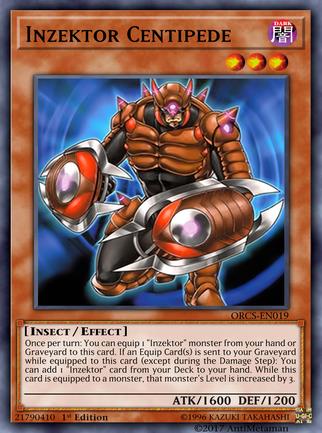 INZEKTOR CENTIPEDE
DARK
闇
ORCS-EN019
[INSECT / EFFECT]
Once per turn: You can equip 1 "Inzektor" monster from your hand or
Graveyard to this card. If an Equip Card(s) is sent to your Graveyard
while equipped to this card (except during the Damage Step): You
can add 1 "Inzektor" card from your Deck to your hand. While this
card is equipped to a monster, that monster's Level is increased by 3.
ATK/1600 DEF/1200
21790410 1st Edition ©1996 KAZUKI TAKAHASHI
©2017 AntiMetaman